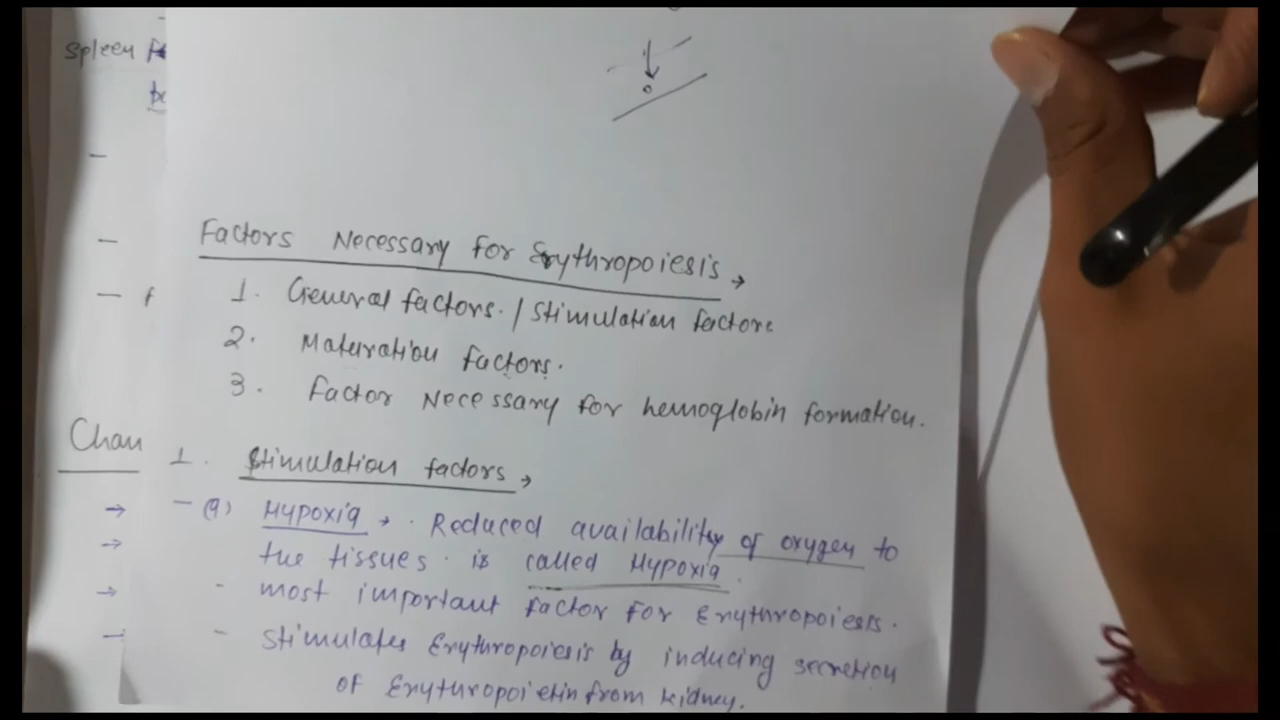 Spleen
Factors Necessary for Erythropoiesis →
1. General factors. / Stimulation factors
2. Maturation factors.
3. Factor Necessary for hemoglobin formation.
Chan
1. Stimulation factors →
- (a) Hypoxia → . Reduced availability of oxygen to
the tissues. is called Hypoxia.
- most important factor for Erythropoiesis.
- Stimulates Erythropoiesis by inducing secretion
of Erythropoietin from kidney.